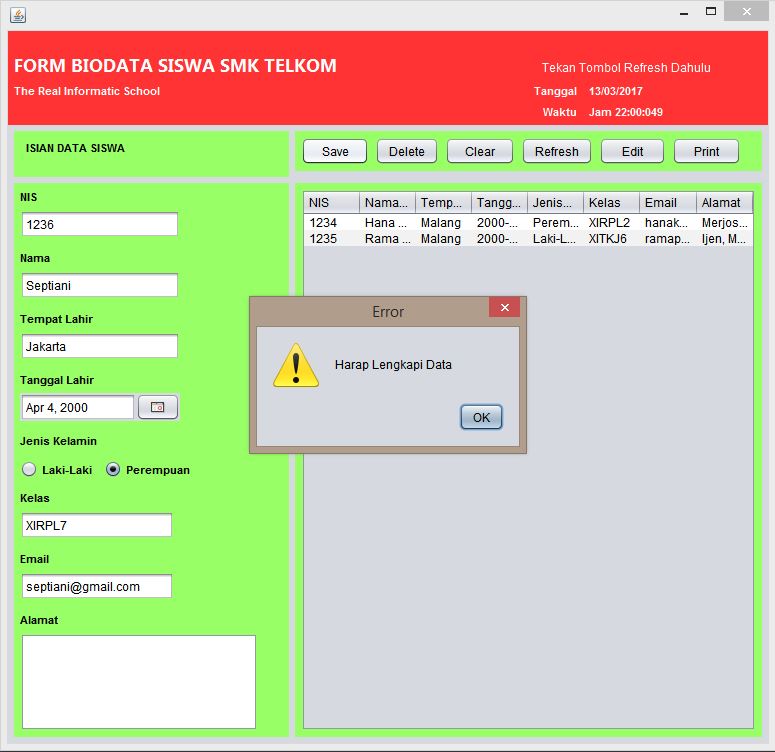 FORM BIODATA SISWA SMK TELKOM
The Real Informatic School
Tekan Tombol Refresh Dahulu
Tanggal 13/03/2017
Waktu Jam 22:00:049
ISIAN DATA SISWA
Save Delete Clear Refresh Edit Print
NIS
1236
Nama
Septiani
Tempat Lahir
Jakarta
Tanggal Lahir
Apr 4, 2000
Jenis Kelamin
Laki-Laki Perempuan
Kelas
XIRPL7
Email
septiani@gmail.com
Alamat
NIS Nama... Temp... Tangg... Jenis... Kelas Email Alamat
1234 Hana ... Malang 2000-... Perem... XIRPL2 hanak... Merjos...
1235 Rama ... Malang 2000-... Laki-L... XITKJ6 ramap... Ijen, M...
Error
Harap Lengkapi Data
OK